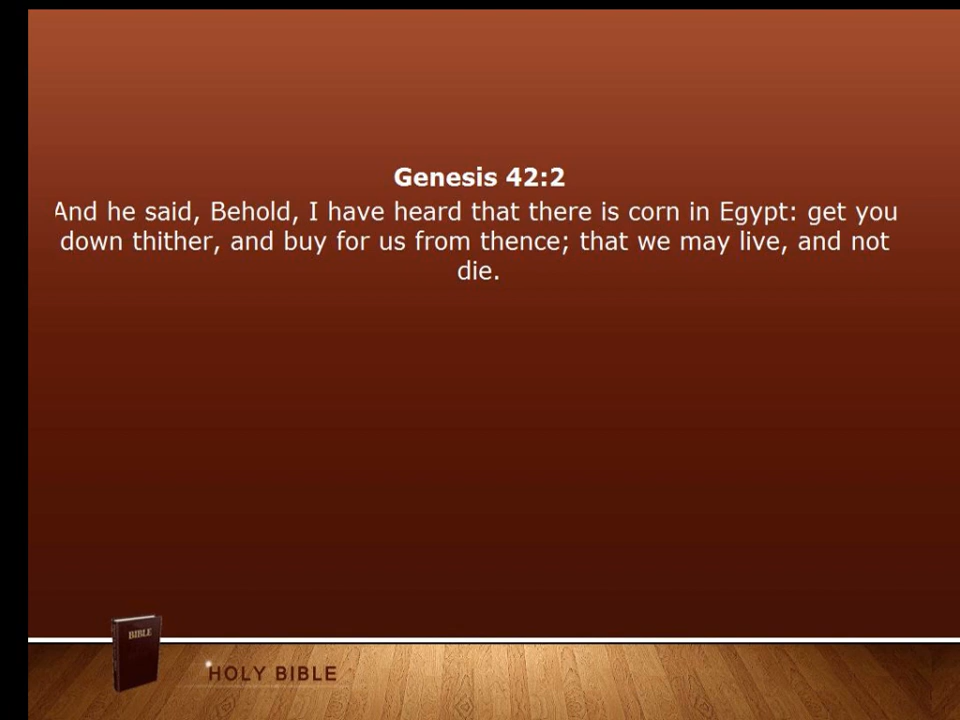 Genesis 42:2
And he said, Behold, I have heard that there is corn in Egypt: get you
down thither, and buy for us from thence; that we may live, and not
die.
BIBLE
HOLY BIBLE